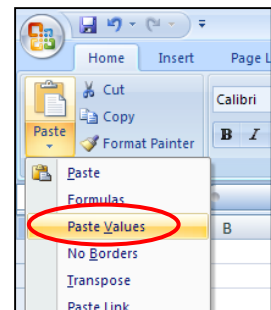 Home Insert Page L
Cut
Copy
Format Painter
Paste
Calibri
B I
Paste
Formulas
Paste Values
No Borders
Transpose
Paste Link
B